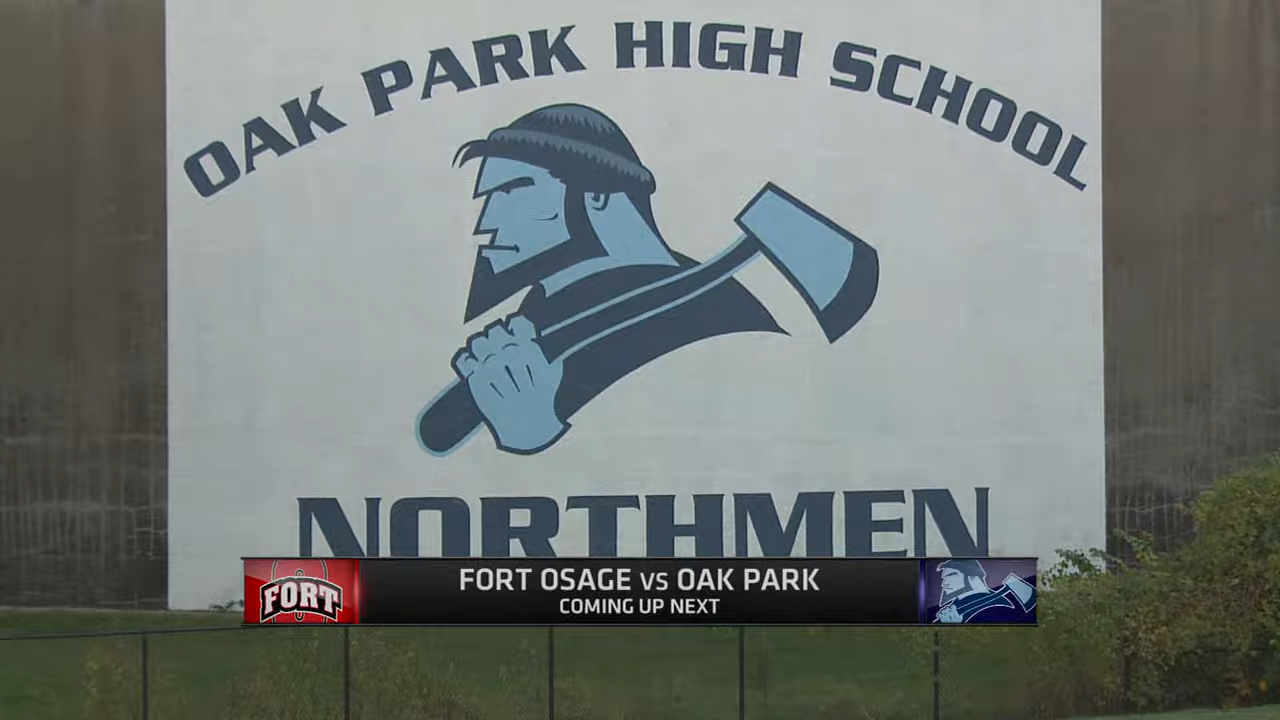 OAK PARK HIGH SCHOOL
NORTHMEN
FORT
FORT OSAGE VS OAK PARK
COMING UP NEXT